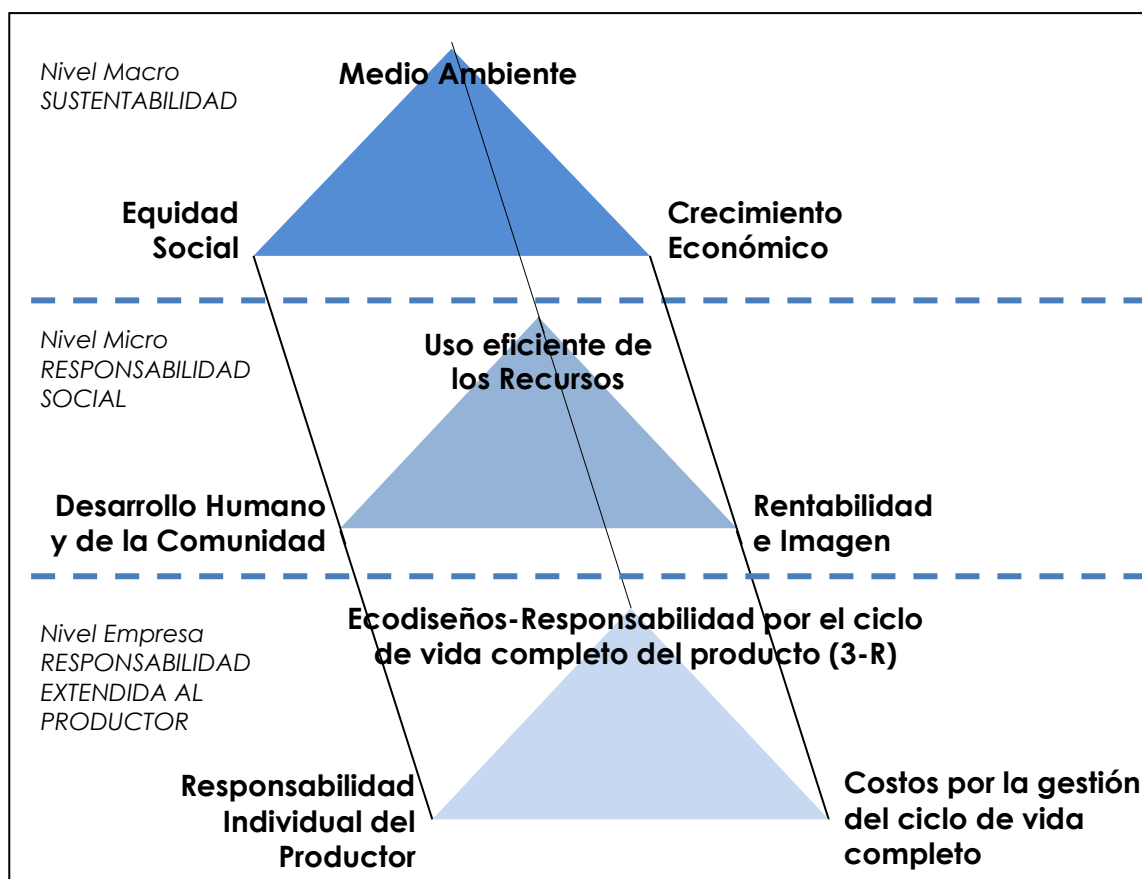 Nivel Macro
SUSTENTABILIDAD
Medio Ambiente
Equidad
Social
Crecimiento
Económico
Nivel Micro
RESPONSABILIDAD
SOCIAL
Uso eficiente de
los Recursos
Desarrollo Humano
y de la Comunidad
Rentabilidad
e Imagen
Nivel Empresa
RESPONSABILIDAD
EXTENDIDA AL
PRODUCTOR
Ecodiseños-Responsabilidad por el ciclo
de vida completo del producto (3-R)
Responsabilidad
Individual del
Productor
Costos por la gestión
del ciclo de vida
completo